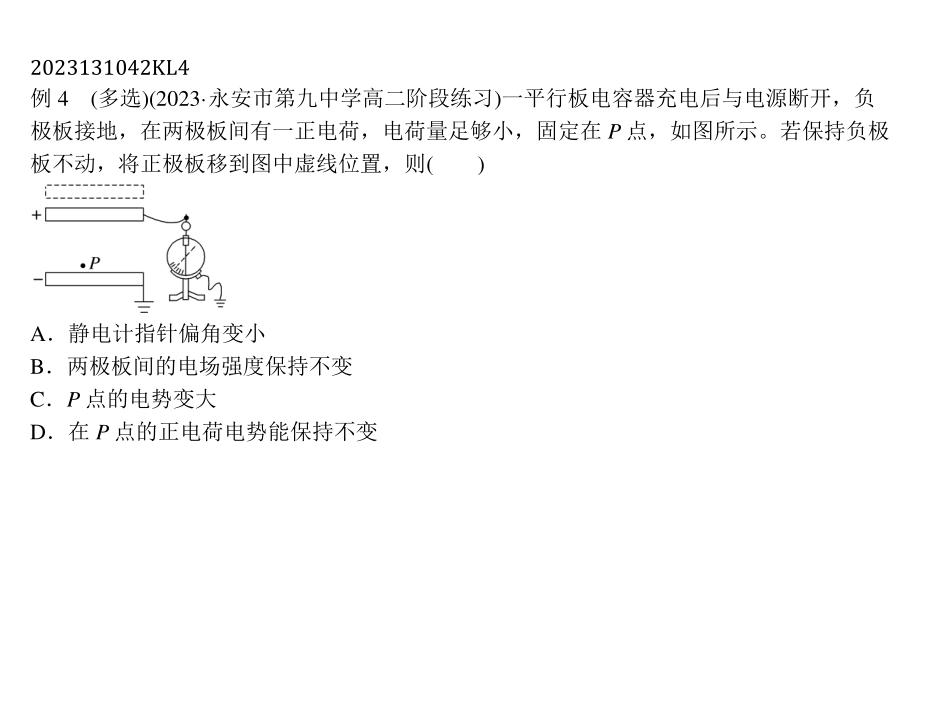 2023131042KL4
例 4 (多选)(2023·永安市第九中学高二阶段练习)一平行板电容器充电后与电源断开，负
极板接地，在两极板间有一正电荷，电荷量足够小，固定在 P 点，如图所示。若保持负极
板不动，将正极板移到图中虚线位置，则(  )
+
P
−
A．静电计指针偏角变小
B．两极板间的电场强度保持不变
C．P 点的电势变大
D．在 P 点的正电荷电势能保持不变